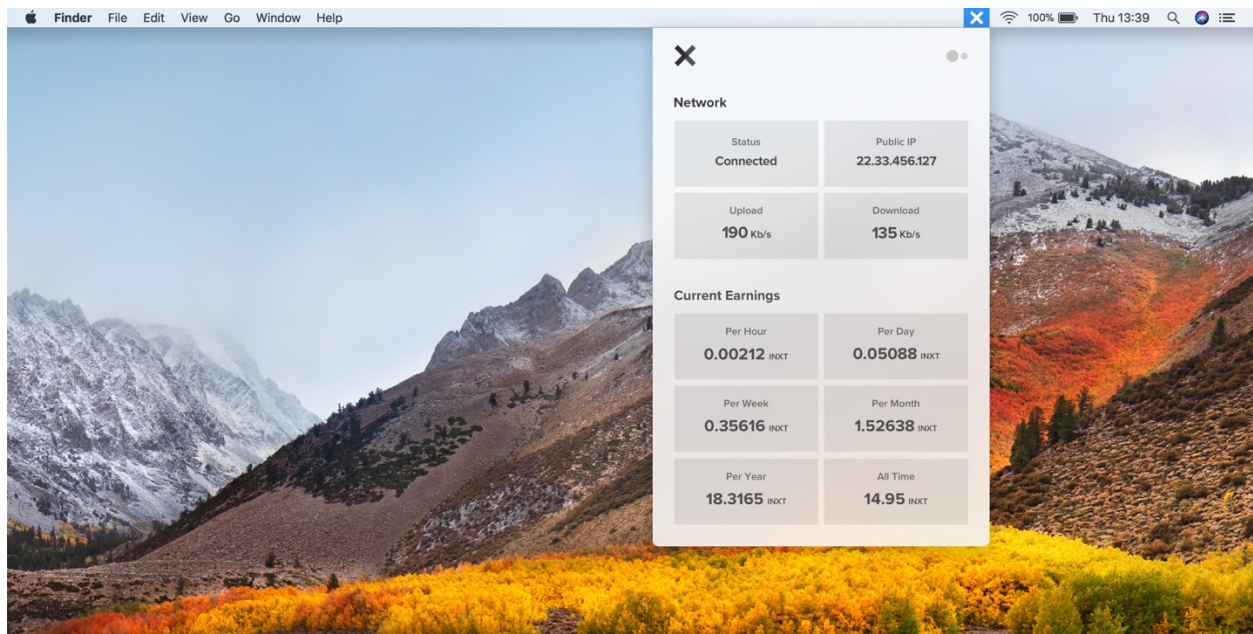 Finder File Edit View Go Window Help 100% Thu 13:39
Network
Status Public IP
Connected 22.33.456.127
Upload Download
190 Kb/s 135 Kb/s
Current Earnings
Per Hour Per Day
0.00212 INXT 0.05088 INXT
Per Week Per Month
0.35616 INXT 1.52638 INXT
Per Year All Time
18.3165 INXT 14.95 INXT